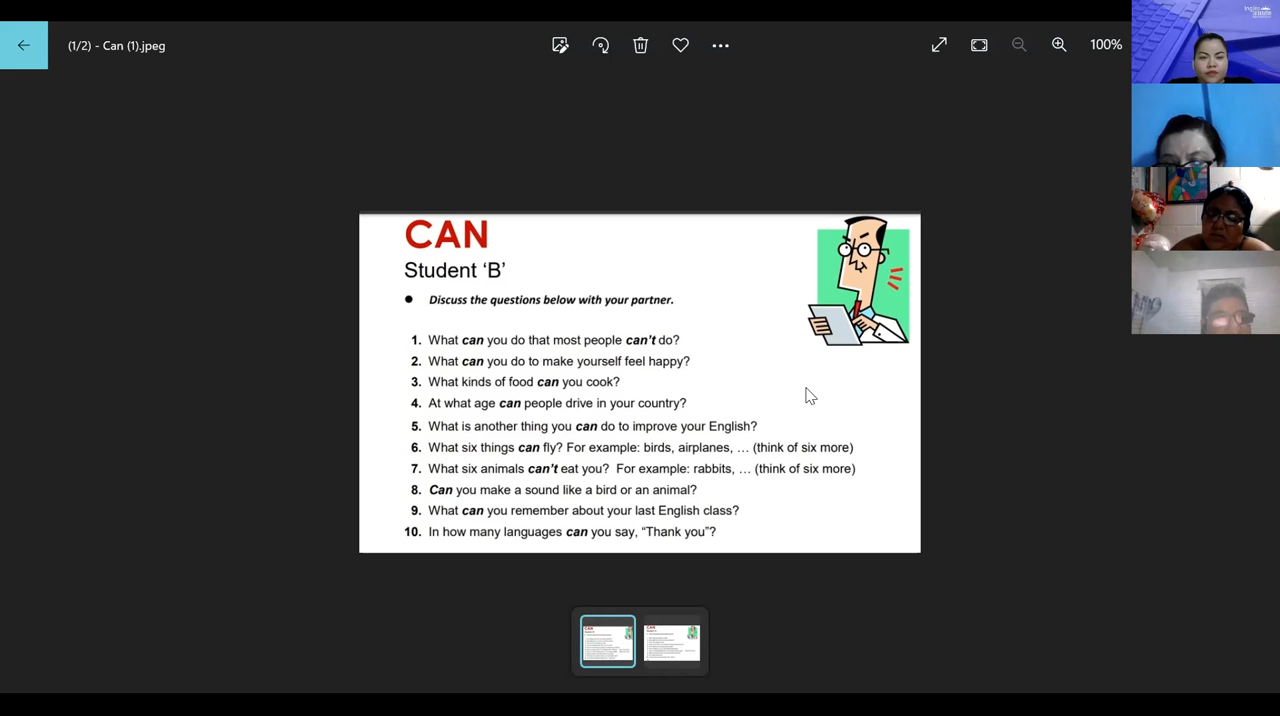 (1/2) - Can (1).jpeg
100%
CAN
Student ‘B’
● Discuss the questions below with your partner.
1. What can you do that most people can’t do?
2. What can you do to make yourself feel happy?
3. What kinds of food can you cook?
4. At what age can people drive in your country?
5. What is another thing you can do to improve your English?
6. What six things can fly? For example: birds, airplanes, … (think of six more)
7. What six animals can’t eat you? For example: rabbits, … (think of six more)
8. Can you make a sound like a bird or an animal?
9. What can you remember about your last English class?
10. In how many languages can you say, “Thank you”?
CAN
CAN